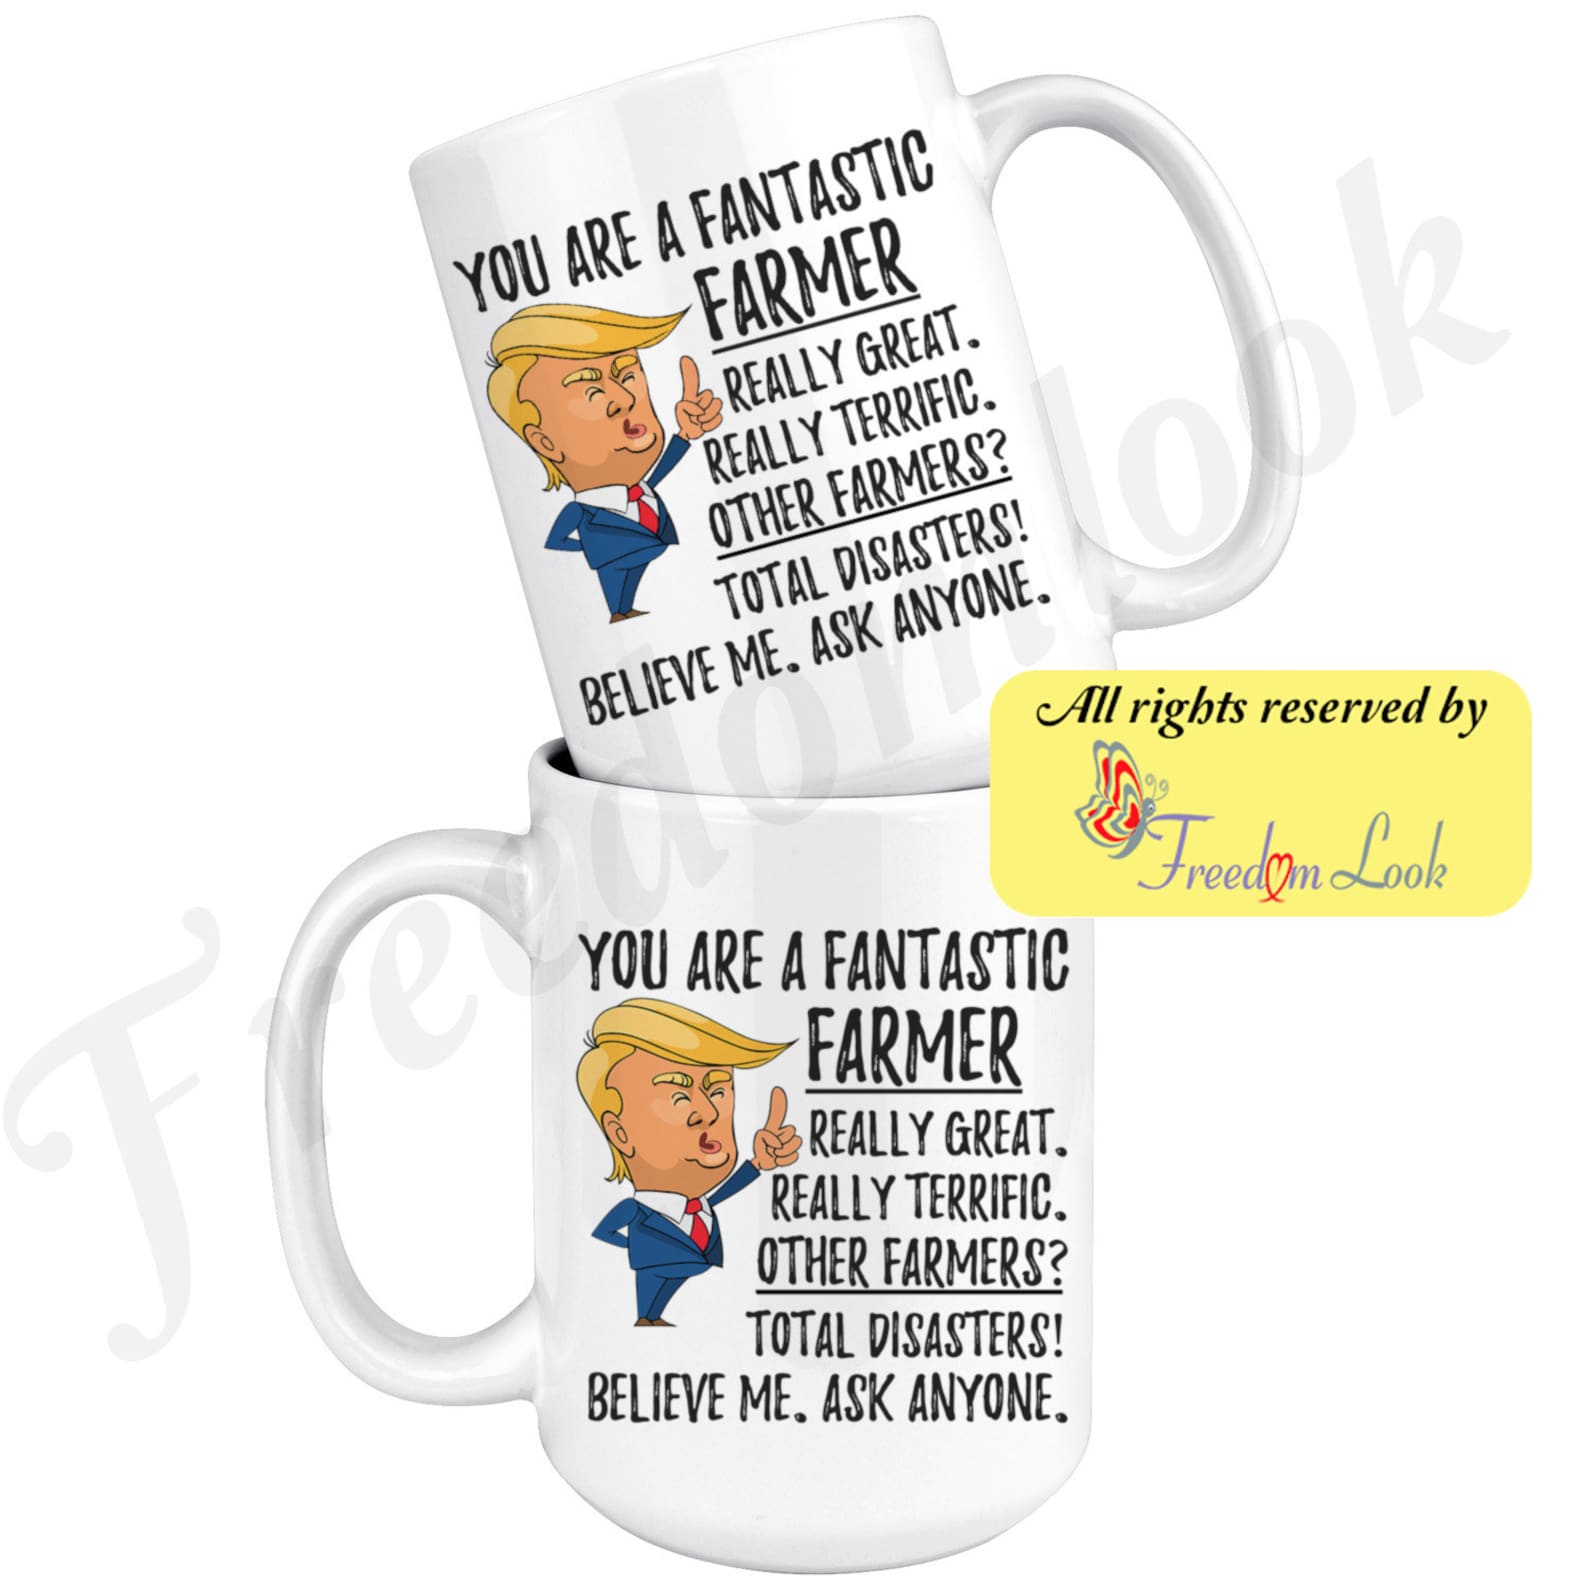 YOU ARE A FANTASTIC
FARMER
REALLY GREAT.
REALLY TERRIFIC.
OTHER FARMERS?
TOTAL DISASTERS!
BELIEVE ME. ASK ANYONE.
All rights reserved by
Freedom Look
YOU ARE A FANTASTIC
FARMER
REALLY GREAT.
REALLY TERRIFIC.
OTHER FARMERS?
TOTAL DISASTERS!
BELIEVE ME. ASK ANYONE.
Freedomlook